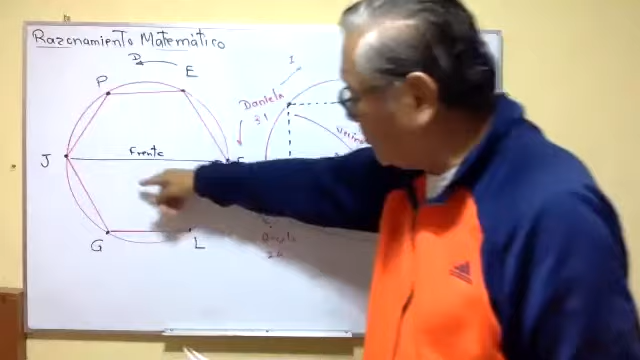 Razonamiento Matemático
D
P
E
I
Daniela
31
J
Frente
G
L